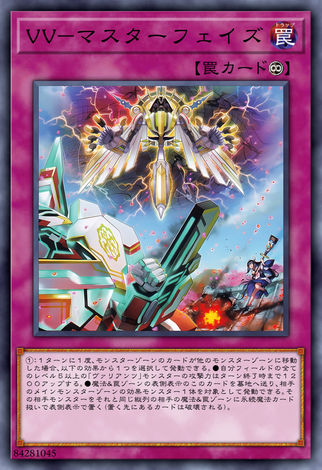 VV－マスターフェイズ
トラップ
罠
【罠カード∞】
①:1ターンに1度、モンスターゾーンのカードが他のモンスターゾーンに移動
した場合、以下の効果から1つを選択して発動できる。●自分フィールドの全て
のレベル5以上の「ヴァリアンツ」モンスターの攻撃力はターン終了時まで12
00アップする。●魔法&罠ゾーンの表側表示のこのカードを墓地へ送り、相手
のメインモンスターゾーンのモンスター1体を対象として発動できる。そ
の相手モンスターをそれと同じ縦列の相手の魔法&罠ゾーンに永続魔法カード
扱いで表側表示で置く(置く先にあるカードは破壊される)。
84281045